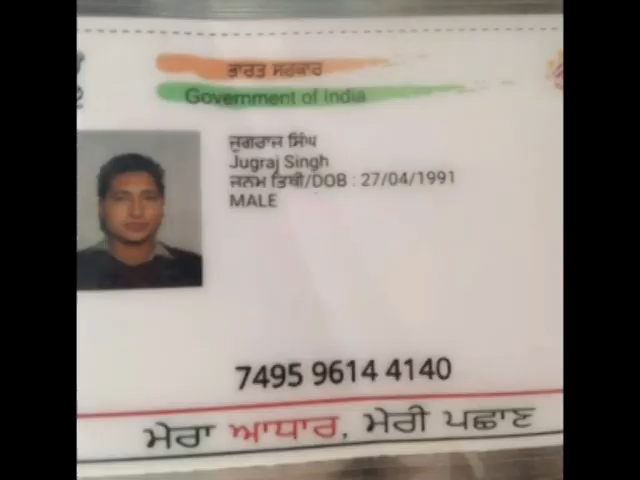 ਭਾਰਤ ਸਰਕਾਰ
Government of India
ਜੁਗਰਾਜ ਸਿੰਘ
Jugraj Singh
ਜਨਮ ਤਿਥੀ/DOB : 27/04/1991
MALE
7495 9614 4140
ਮੇਰਾ ਆਧਾਰ, ਮੇਰੀ ਪਛਾਣ